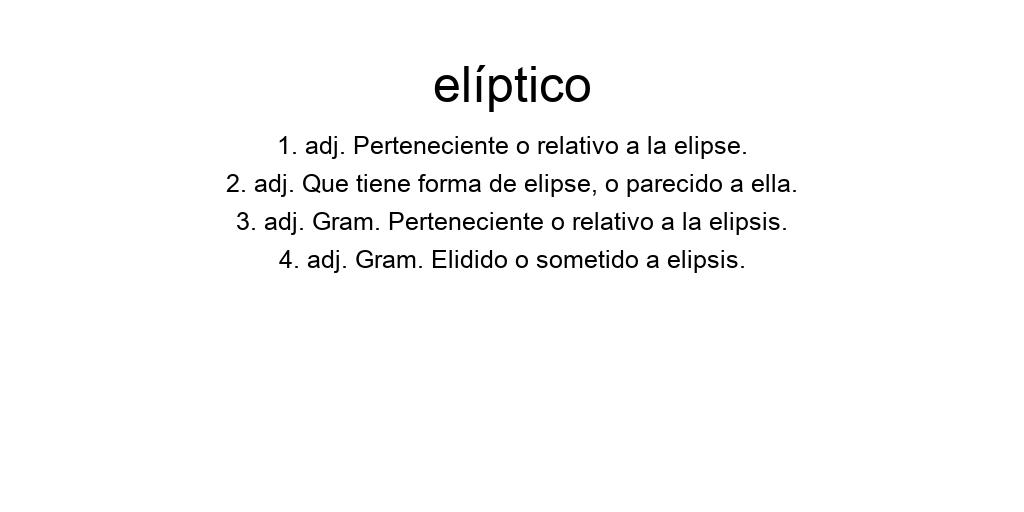 elíptico
1. adj. Perteneciente o relativo a la elipse.
2. adj. Que tiene forma de elipse, o parecido a ella.
3. adj. Gram. Perteneciente o relativo a la elipsis.
4. adj. Gram. Elidido o sometido a elipsis.